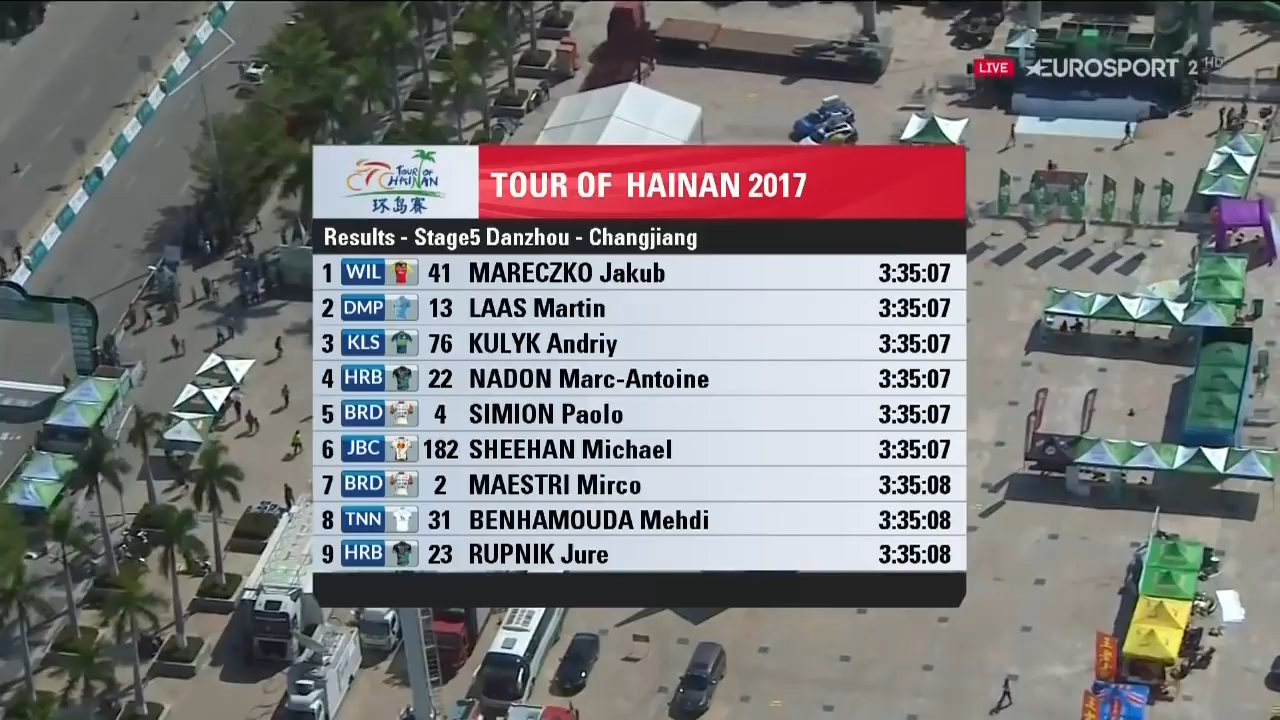 LIVE EUROSPORT 2 HD
TOUR OF HAINAN
环岛赛
TOUR OF HAINAN 2017
Results - Stage5 Danzhou - Changjiang
1 WIL 41 MARECZKO Jakub 3:35:07
2 DMP 13 LAAS Martin 3:35:07
3 KLS 76 KULYK Andriy 3:35:07
4 HRB 22 NADON Marc-Antoine 3:35:07
5 BRD 4 SIMION Paolo 3:35:07
6 JBC 182 SHEEHAN Michael 3:35:07
7 BRD 2 MAESTRI Mirco 3:35:08
8 TNN 31 BENHAMOUDA Mehdi 3:35:08
9 HRB 23 RUPNIK Jure 3:35:08